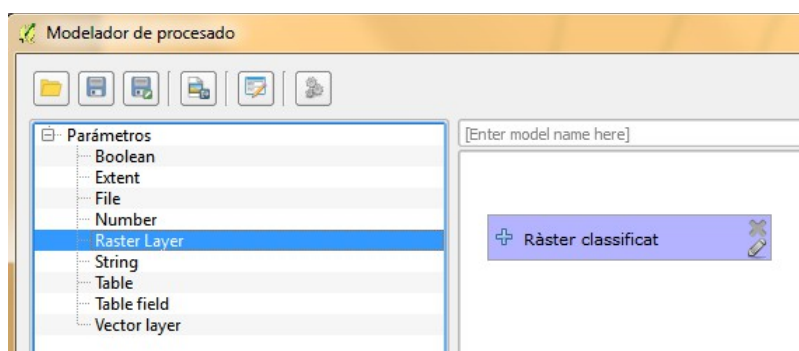 Modelador de procesado
Parámetros
Boolean
Extent
File
Number
Raster Layer
String
Table
Table field
Vector layer
[Enter model name here]
Ràster classificat